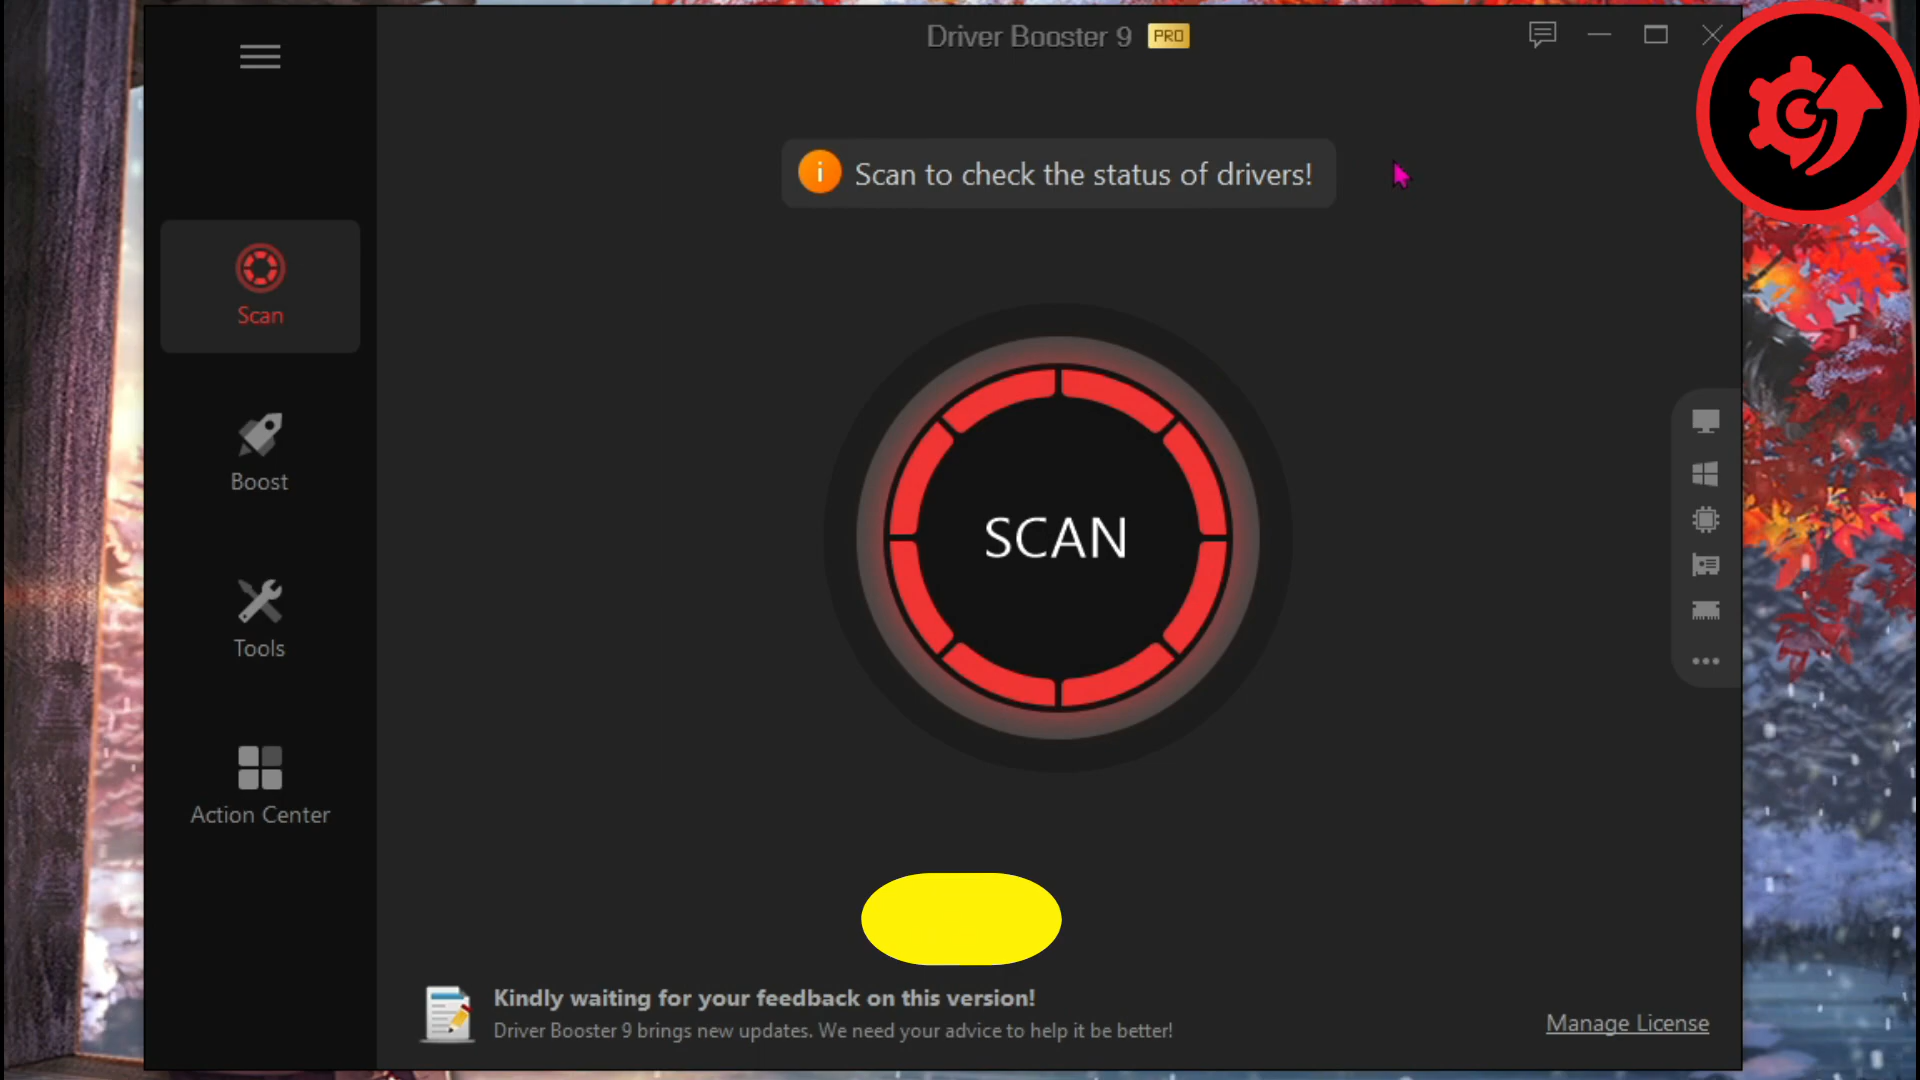 Driver Booster 9 PRO
Scan to check the status of drivers!
Scan
SCAN
Boost
Tools
Action Center
Kindly waiting for your feedback on this version!
Driver Booster 9 brings new updates. We need your advice to help it be better!
Manage License